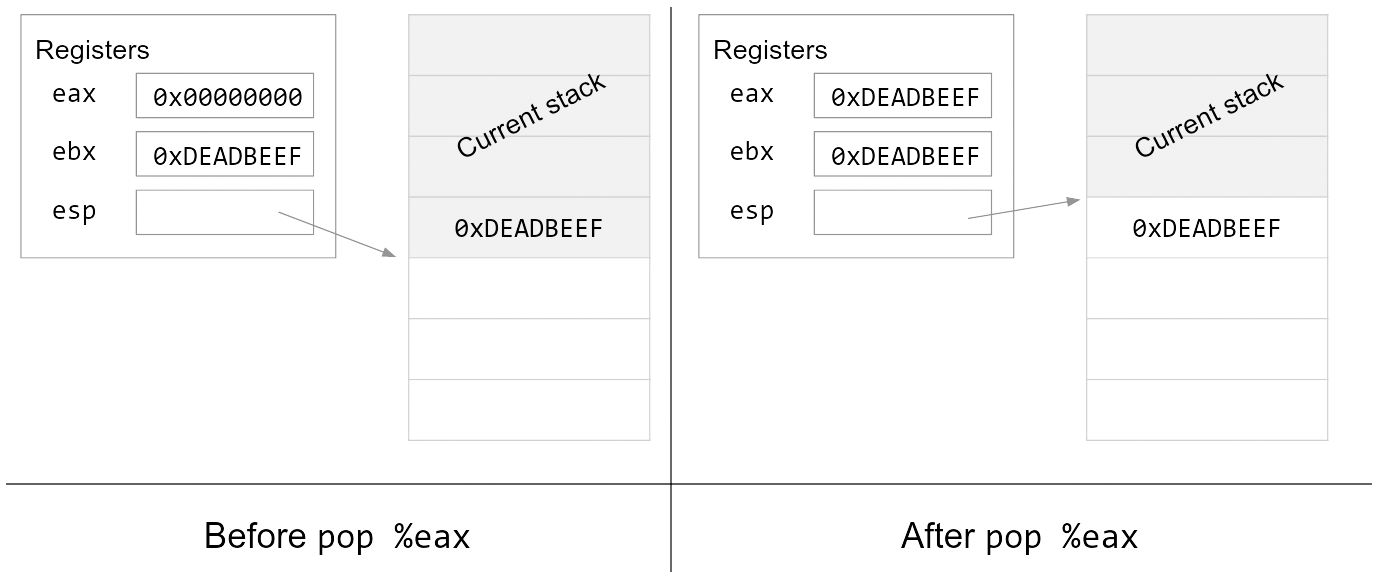 Registers
eax 0x00000000
ebx 0xDEADBEEF
esp
Current stack
0xDEADBEEF
Before pop %eax
Registers
eax 0xDEADBEEF
ebx 0xDEADBEEF
esp
Current stack
0xDEADBEEF
After pop %eax